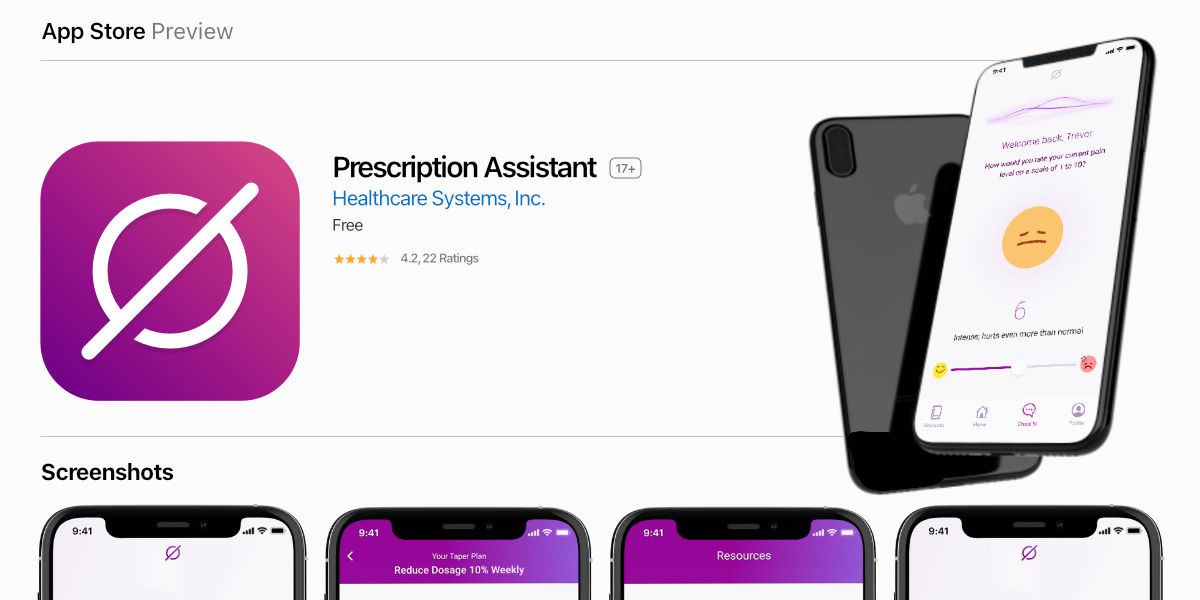 App Store Preview
9:41
Welcome back, Trevor
How would you rate your current pain
level on a scale of 1 to 10?
6
Intense; hurts even more than normal
Resources
Home
Check In
Profile
Prescription Assistant 17+
Healthcare Systems, Inc.
Free
4.2, 22 Ratings
Screenshots
9:41
9:41
Your Taper Plan
Reduce Dosage 10% Weekly
9:41
Resources
9:41